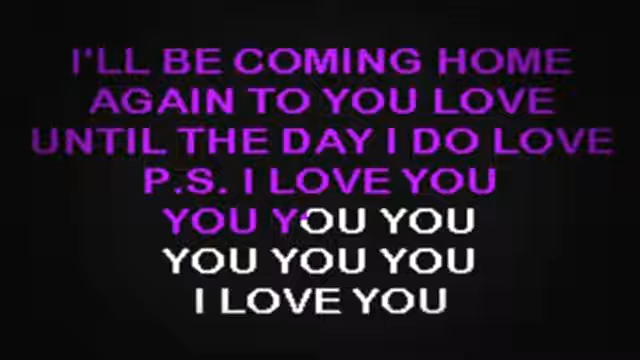 I'LL BE COMING HOME
AGAIN TO YOU LOVE
UNTIL THE DAY I DO LOVE
P.S. I LOVE YOU
YOU YOU YOU
YOU YOU YOU
I LOVE YOU